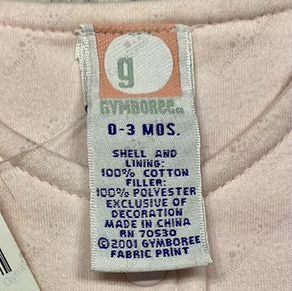 g
GYMBOREE
0-3 MOS.
SHELL AND
LINING:
100% COTTON
FILLER:
100% POLYESTER
EXCLUSIVE OF
DECORATION
MADE IN CHINA
RN 70530
©2001 GYMBOREE
FABRIC PRINT